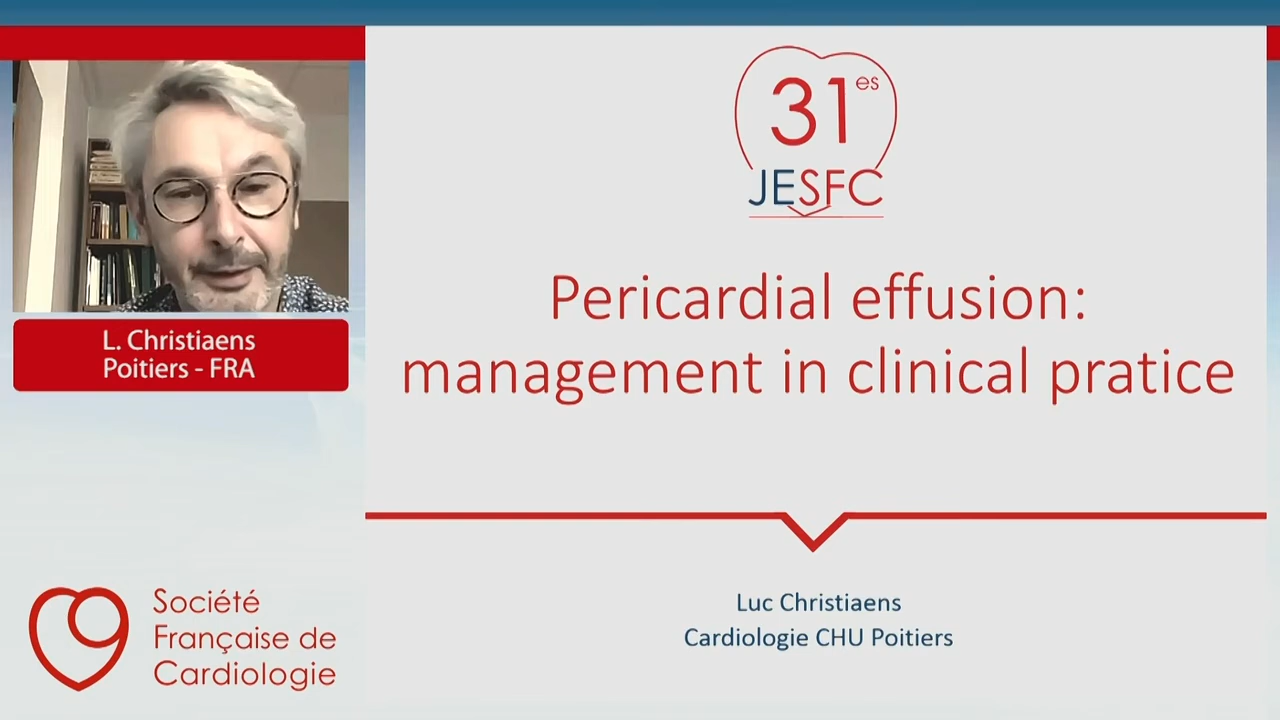 L. Christiaens
Poitiers - FRA
Société
Française de
Cardiologie
31es
JESFC
Pericardial effusion:
management in clinical pratice
Luc Christiaens
Cardiologie CHU Poitiers